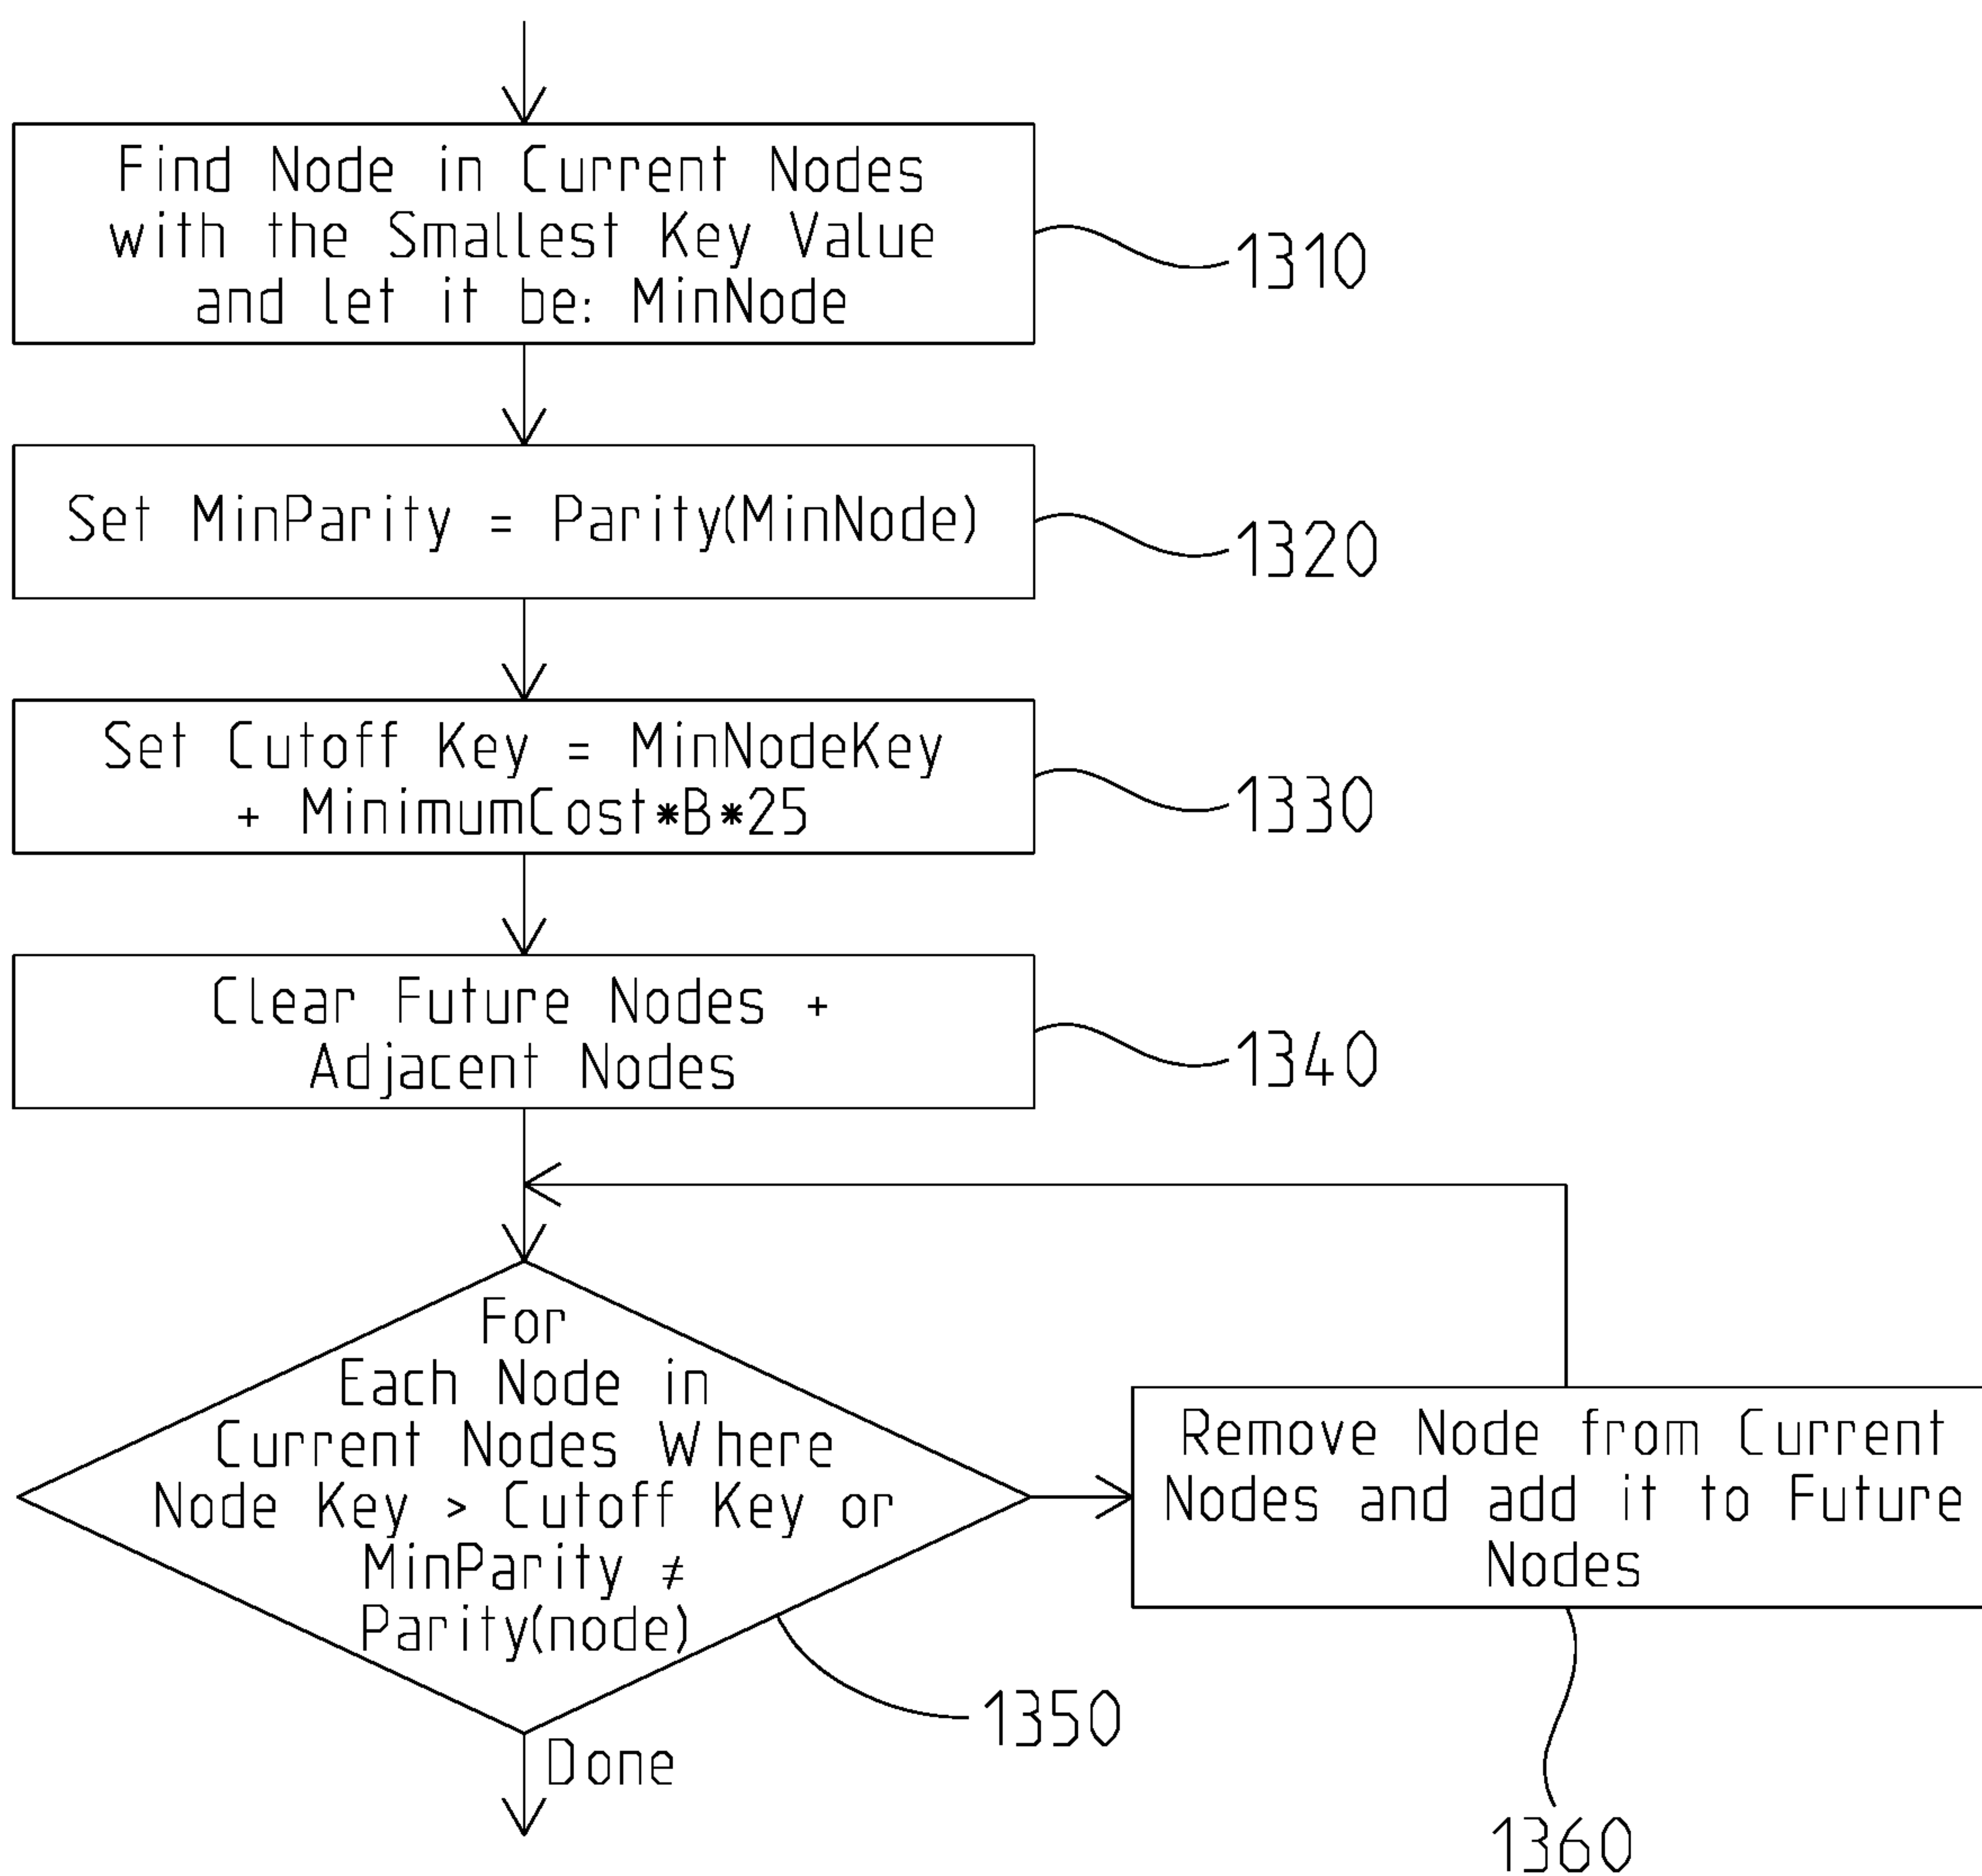 Find Node in Current Nodes
with the Smallest Key Value
and let it be: MinNode
1310
Set MinParity = Parity(MinNode)
1320
Set Cutoff Key = MinNodeKey
+ MinimumCost*B*25
1330
Clear Future Nodes +
Adjacent Nodes
1340
For
Each Node in
Current Nodes Where
Node Key > Cutoff Key or
MinParity ≠
Parity(node)
1350
Remove Node from Current
Nodes and add it to Future
Nodes
1360
Done